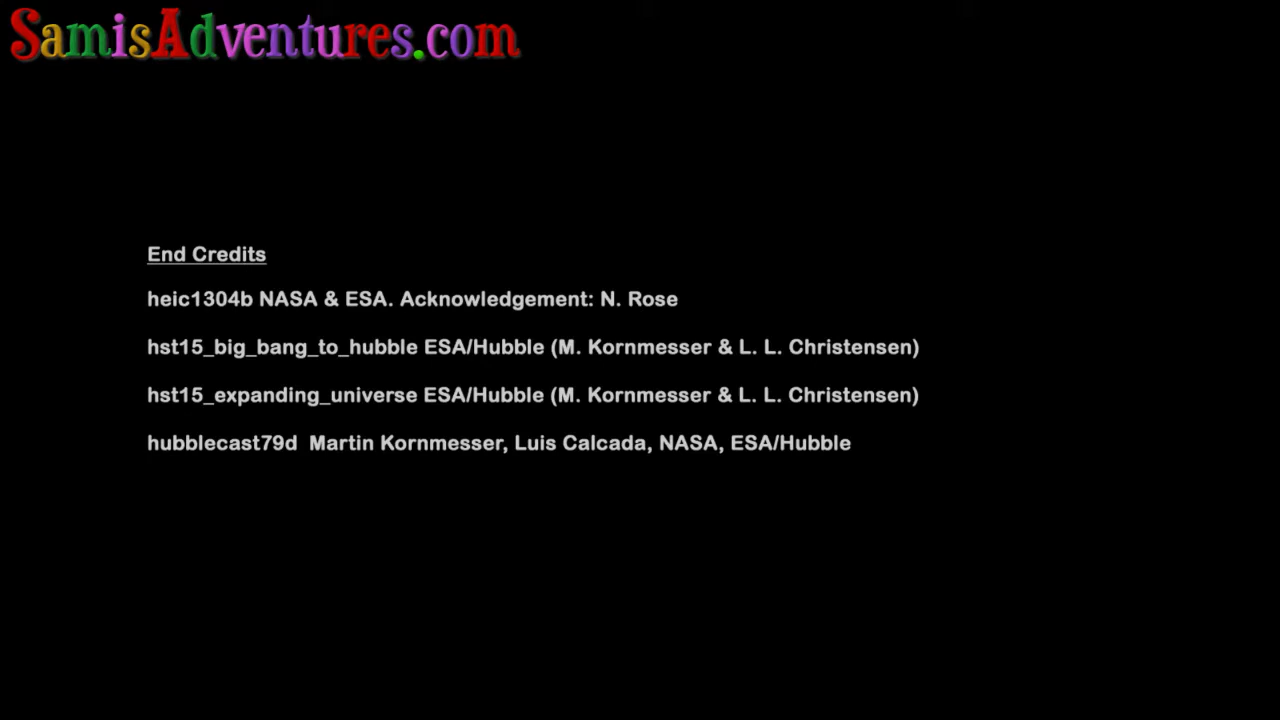 SamisAdventures.com
End Credits
heic1304b NASA & ESA. Acknowledgement: N. Rose
hst15_big_bang_to_hubble ESA/Hubble (M. Kornmesser & L. L. Christensen)
hst15_expanding_universe ESA/Hubble (M. Kornmesser & L. L. Christensen)
hubblecast79d  Martin Kornmesser, Luis Calcada, NASA, ESA/Hubble